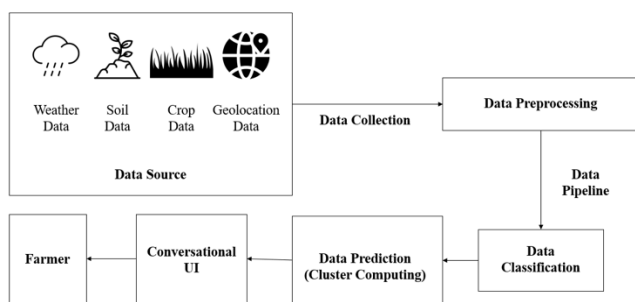 Weather Data
Soil Data
Crop Data
Geolocation Data
Data Source
Data Collection
Data Preprocessing
Data
Pipeline
Farmer
Conversational
UI
Data Prediction
(Cluster Computing)
Data
Classification